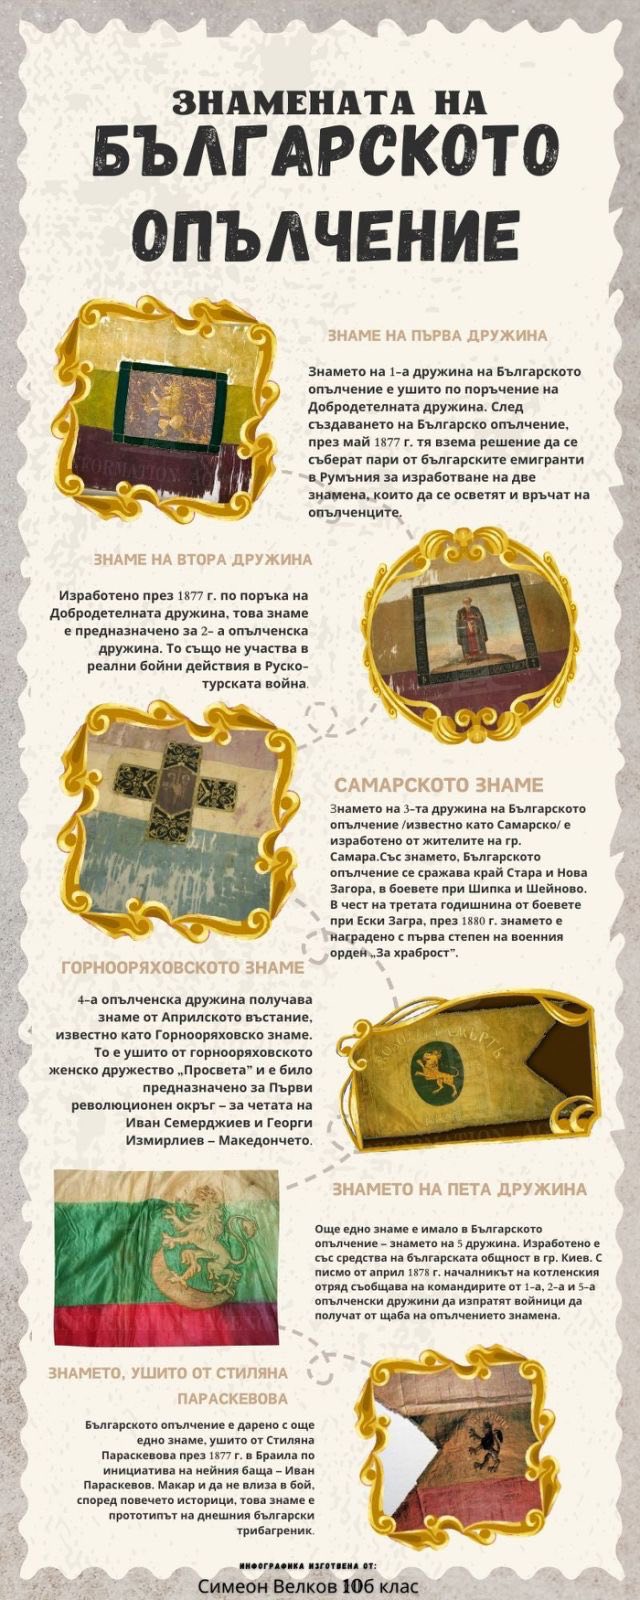 ЗНАМЕНАТА НА
БЪЛГАРСКОТО
ОПЪЛЧЕНИЕ
ЗНАМЕ НА ПЪРВА ДРУЖИНА
Знамето на 1-а дружина на Българското
опълчение е ушито по поръчение на
Добродетелната дружина. След
създаването на Българско опълчение,
през май 1877 г. тя взема решение да се
съберат пари от българските емигранти
в Румъния за изработване на две
знамена, които да се осветят и връчат на
опълченците.
ЗНАМЕ НА ВТОРА ДРУЖИНА
Изработено през 1877 г. по поръка на
Добродетелната дружина, това знаме
е предназначено за 2- а опълченска
дружина. То също не участва в
реални бойни действия в Руско-
турската война.
САМАРСКОТО ЗНАМЕ
Знамето на 3-та дружина на Българското
опълчение /известно като Самарско/ е
изработено от жителите на гр.
Самара.Със знамето, Българското
опълчение се сражава край Стара и Нова
Загора, в боевете при Шипка и Шейново.
В чест на третата годишнина от боевете
при Ески Загра, през 1880 г. знамето е
наградено с първа степен на военния
орден „За храброст”.
ГОРНООРЯХОВСКОТО ЗНАМЕ
4-а опълченска дружина получава
знаме от Априлското въстание,
известно като Горнооряховско знаме.
То е ушито от горнооряховското
женско дружество „Просвета” и е било
предназначено за Първи
революционен окръг – за четата на
Иван Семерджиев и Георги
Измирлиев – Македончето.
ЗНАМЕТО НА ПЕТА ДРУЖИНА
Още едно знаме е имало в Българското
опълчение – знамето на 5 дружина. Изработено е
със средства на българската общност в гр. Киев. С
писмо от април 1878 г. началникът на котленския
отряд съобщава на командирите от 1-а, 2-а и 5-а
опълченски дружини да изпратят войници да
получат от щаба на опълчението знамена.
ЗНАМЕТО, УШИТО ОТ СТИЛЯНА
ПАРАСКЕВОВА
Българското опълчение е дарено с още
едно знаме, ушито от Стиляна
Параскевова през 1877 г. в Браила по
инициатива на нейния баща – Иван
Параскевов. Макар и да не влиза в бой,
според повечето историци, това знаме е
прототипът на днешния български
трибагреник.
ИНФОГРАФИКА ИЗГОТВЕНА ОТ:
Симеон Велков 10б клас